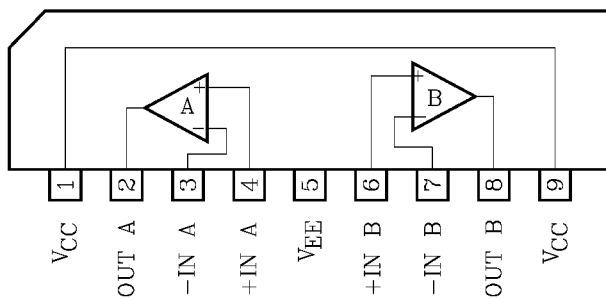 A
+
−
B
+
−
1 2 3 4 5 6 7 8 9
VCC
OUT A
−IN A
+IN A
VEE
+IN B
−IN B
OUT B
VCC